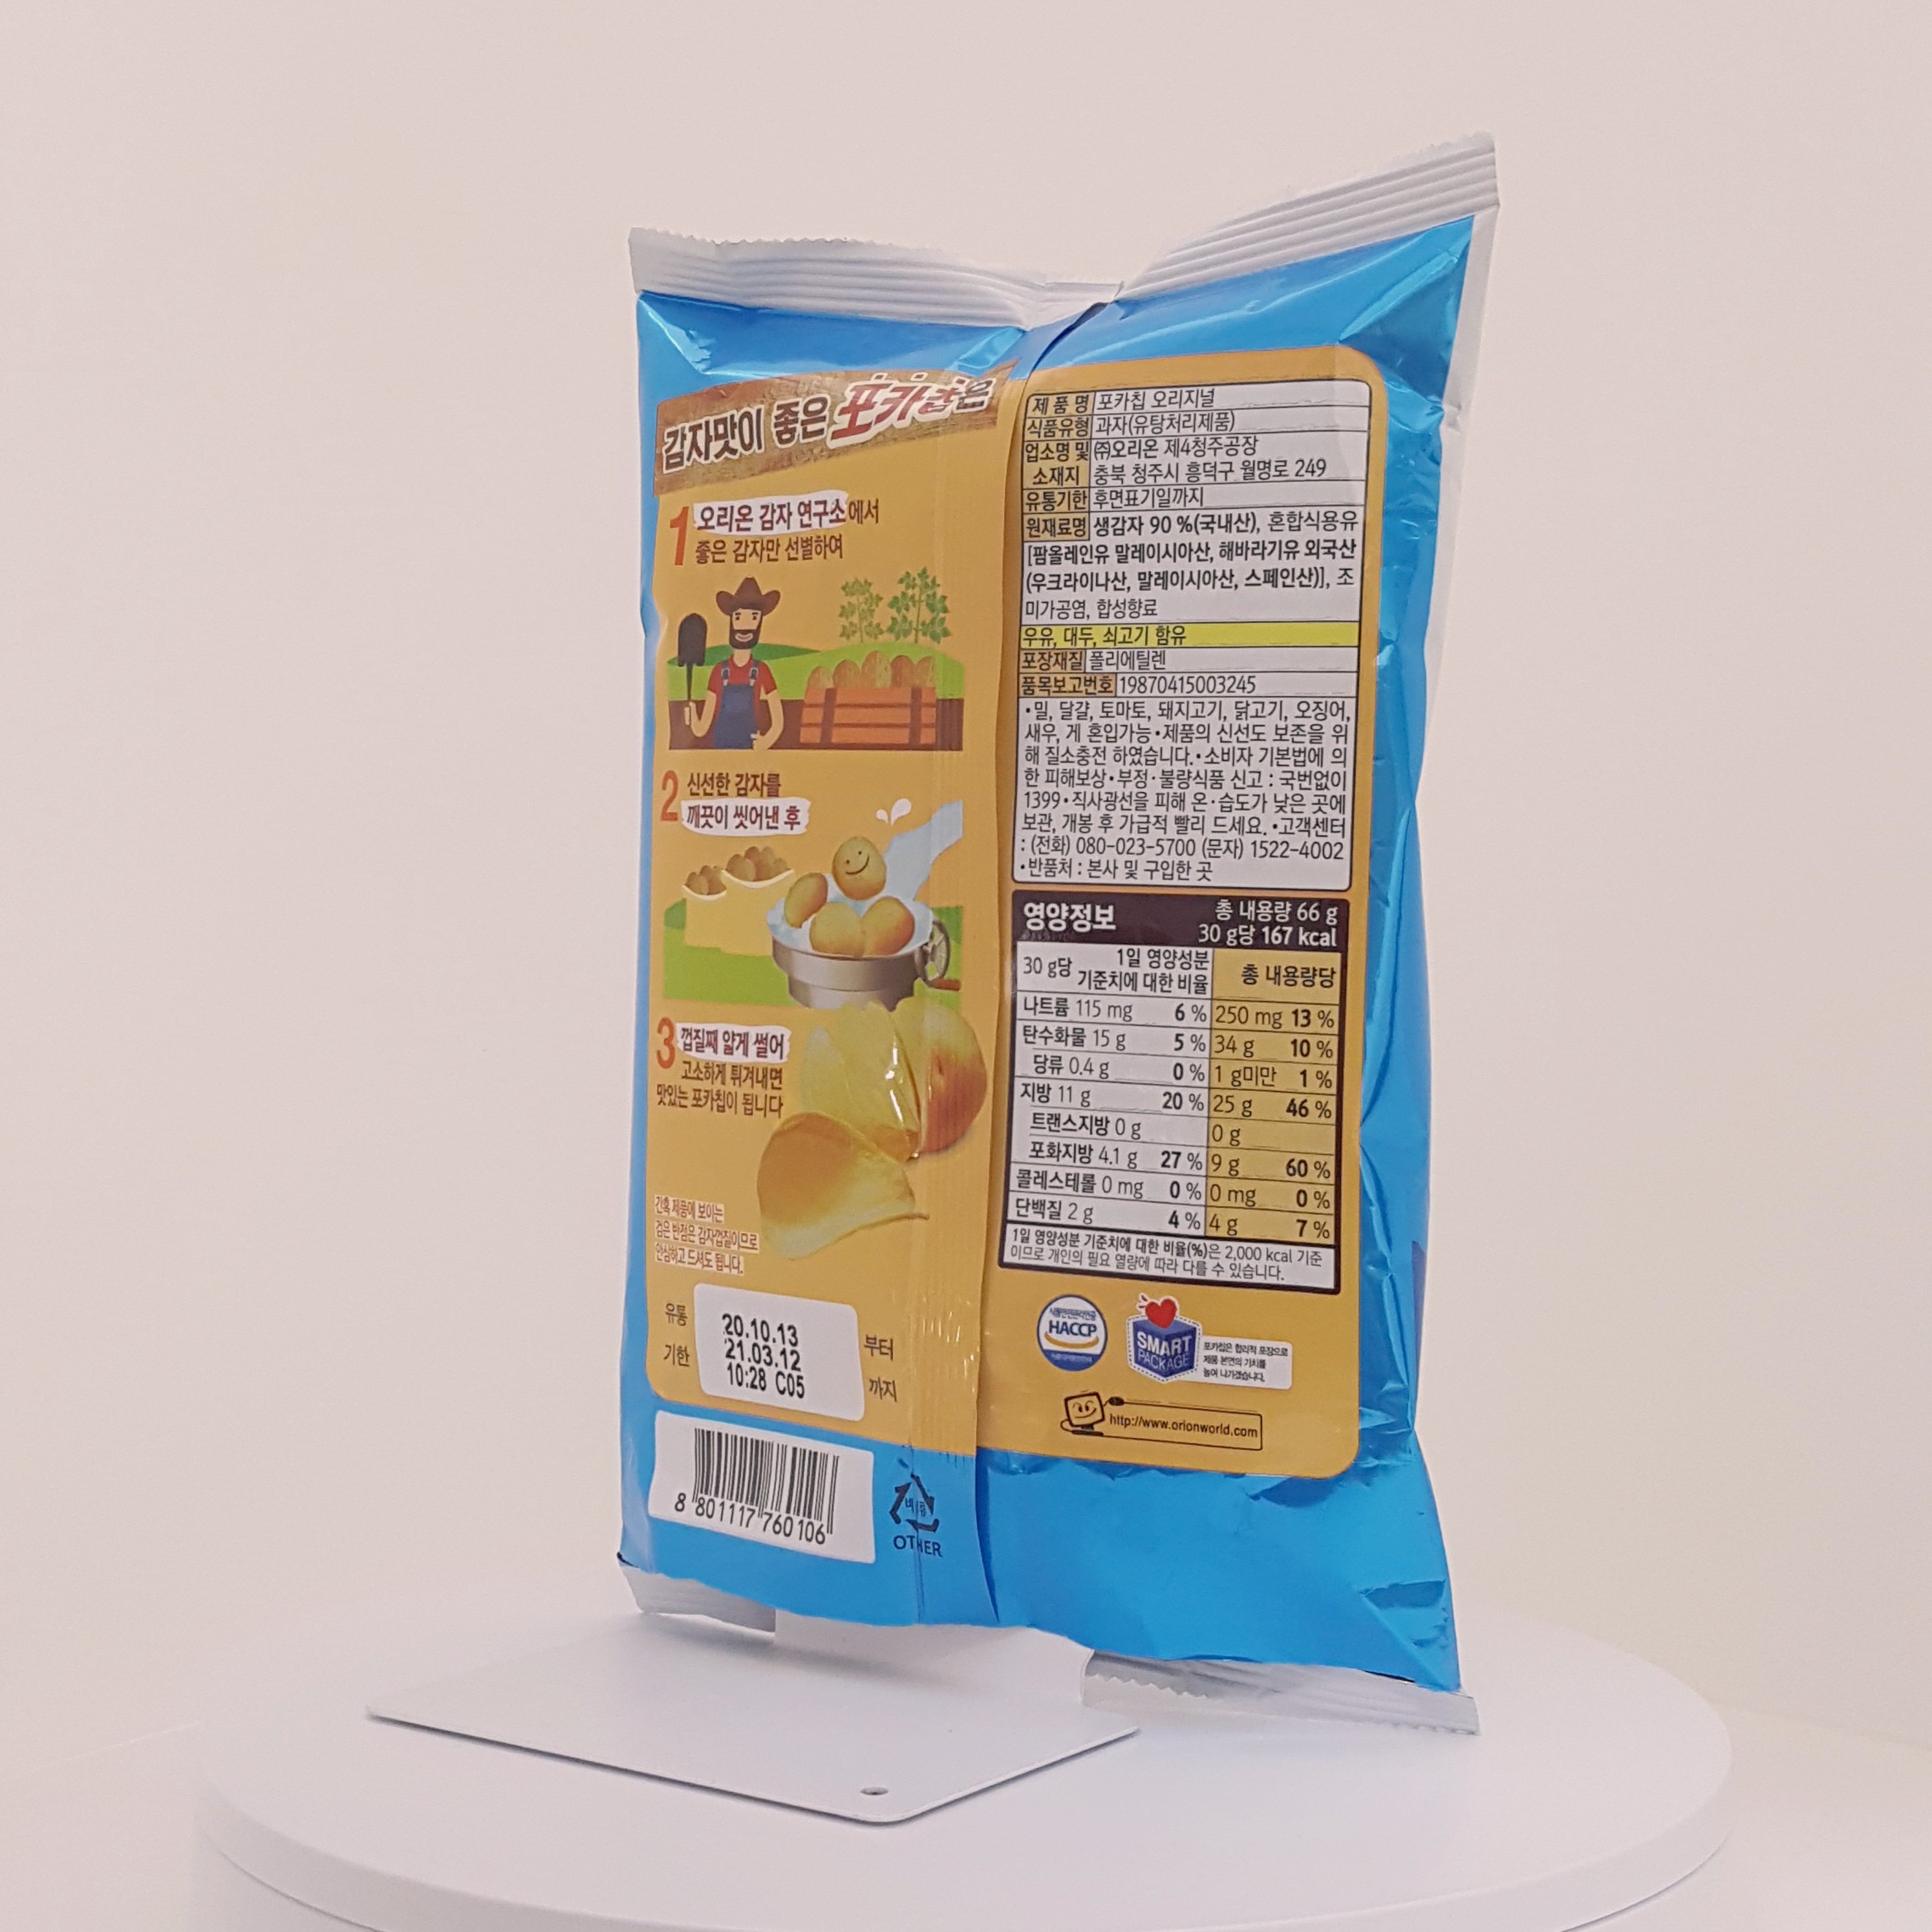 감자맛이 좋은 포카칩은
1 오리온 감자 연구소에서
좋은 감자만 선별하여
2 신선한 감자를
깨끗이 씻어낸 후
3 껍질째 얇게 썰어
고소하게 튀겨내면
맛있는 포카칩이 됩니다
간혹 제품에 보이는
검은 반점은 감자껍질이므로
안심하고 드셔도 됩니다.
유통
기한
20.10.13
21.03.12
10:28 C05
부터
까지
8 801117 760106
OTHER
제 품 명 포카칩 오리지널
식품유형 과자(유탕처리제품)
업소명 및 ㈜오리온 제4청주공장
소재지 충북 청주시 흥덕구 월명로 249
유통기한 후면표기일까지
원재료명 생감자 90 %(국내산), 혼합식용유
[팜올레인유 말레이시아산, 해바라기유 외국산
(우크라이나산, 말레이시아산, 스페인산)], 조
미가공염, 합성향료
우유, 대두, 쇠고기 함유
포장재질 폴리에틸렌
품목보고번호 19870415003245
•밀, 달걀, 토마토, 돼지고기, 닭고기, 오징어,
새우, 게 혼입가능•제품의 신선도 보존을 위
해 질소충전 하였습니다.•소비자 기본법에 의
한 피해보상•부정·불량식품 신고 : 국번없이
1399•직사광선을 피해 온·습도가 낮은 곳에
보관, 개봉 후 가급적 빨리 드세요.•고객센터
: (전화) 080-023-5700 (문자) 1522-4002
•반품처 : 본사 및 구입한 곳
영양정보
총 내용량 66 g
30 g당 167 kcal
30 g당 1일 영양성분 기준치에 대한 비율 총 내용량당
나트륨 115 mg 6 % 250 mg 13 %
탄수화물 15 g 5 % 34 g 10 %
당류 0.4 g 0 % 1 g미만 1 %
지방 11 g 20 % 25 g 46 %
트랜스지방 0 g 0 g
포화지방 4.1 g 27 % 9 g 60 %
콜레스테롤 0 mg 0 % 0 mg 0 %
단백질 2 g 4 % 4 g 7 %
1일 영양성분 기준치에 대한 비율(%)은 2,000 kcal 기준
이므로 개인의 필요 열량에 따라 다를 수 있습니다.
HACCP
SMART
PACKAGE
포카칩은 합리적 포장으로
제품 본연의 가치를
높여 나가겠습니다.
http://www.orionworld.com